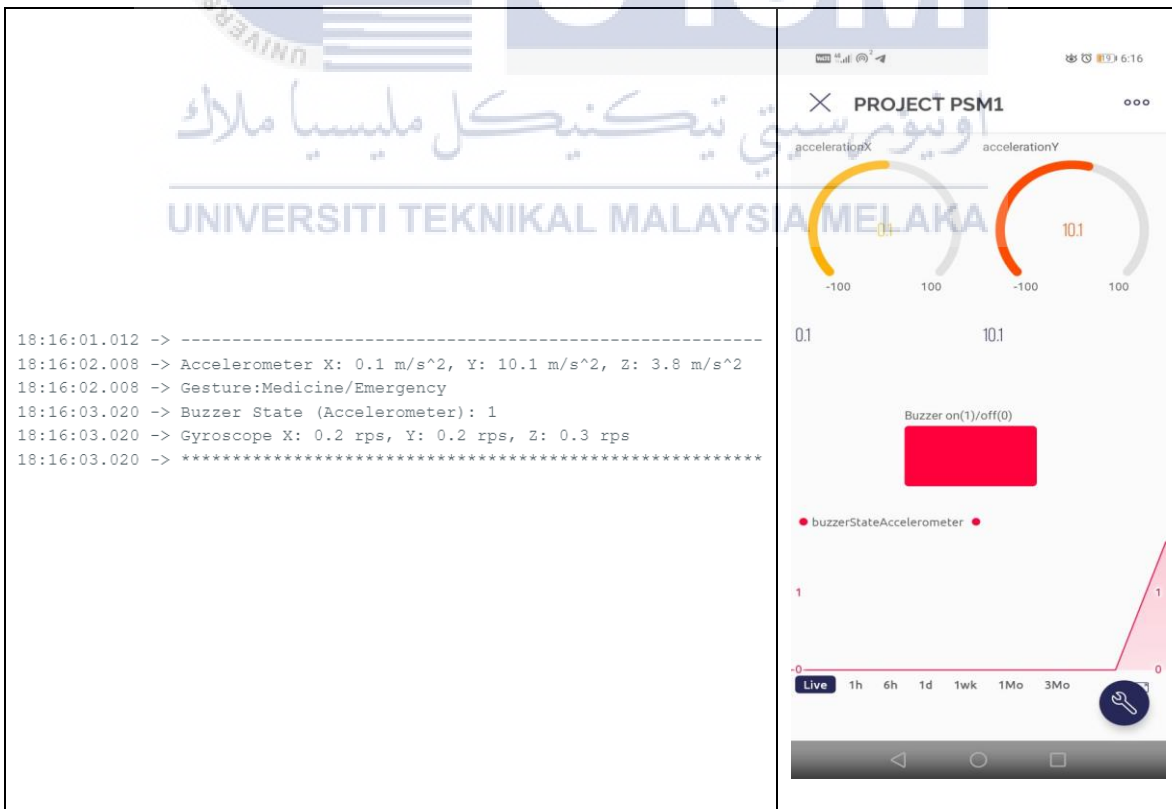 UNIVERS
UTeM
اونيۏرسيتي تيكنيكل مليسيا ملاك
UNIVERSITI TEKNIKAL MALAYSIA MELAKA
18:16:01.012 -> ---------------------------------------------------------
18:16:02.008 -> Accelerometer X: 0.1 m/s^2, Y: 10.1 m/s^2, Z: 3.8 m/s^2
18:16:02.008 -> Gesture:Medicine/Emergency
18:16:03.020 -> Buzzer State (Accelerometer): 1
18:16:03.020 -> Gyroscope X: 0.2 rps, Y: 0.2 rps, Z: 0.3 rps
18:16:03.020 -> *********************************************************
19 6:16
PROJECT PSM1
accelerationX accelerationY
0.1 10.1
-100 100 -100 100
0.1 10.1
Buzzer on(1)/off(0)
buzzerStateAccelerometer
1 1
0 0
Live 1h 6h 1d 1wk 1Mo 3Mo